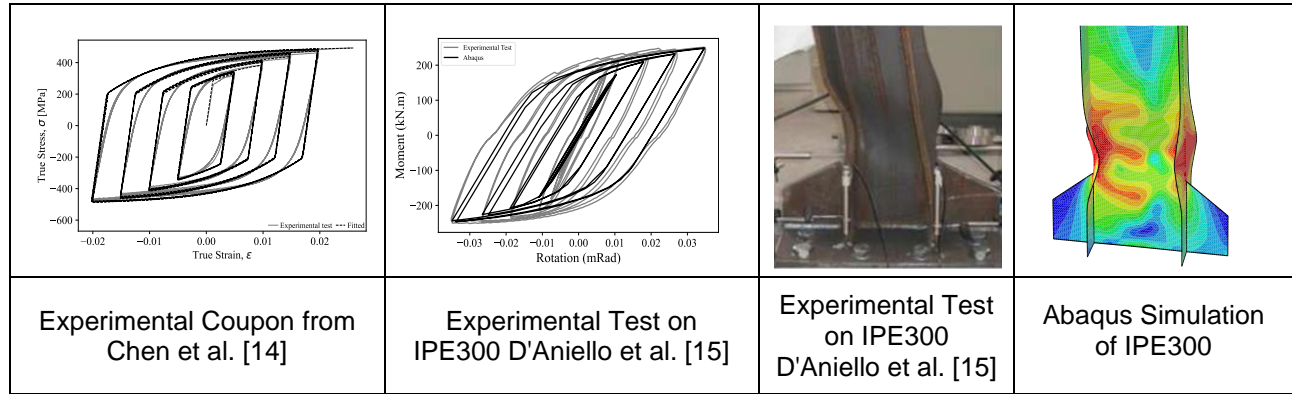 400
200
0
−200
−400
−600
True Stress, σ [MPa]
Experimental test
Fitted
−0.02 −0.01 0.00 0.01 0.02
True Strain, ε
Experimental Test
Abaqus
200
100
0
−100
−200
Moment (kN.m)
−0.03 −0.02 −0.01 0.00 0.01 0.02 0.03
Rotation (mRad)
Experimental Coupon from
Chen et al. [14]
Experimental Test on
IPE300 D'Aniello et al. [15]
Experimental Test
on IPE300
D'Aniello et al. [15]
Abaqus Simulation
of IPE300